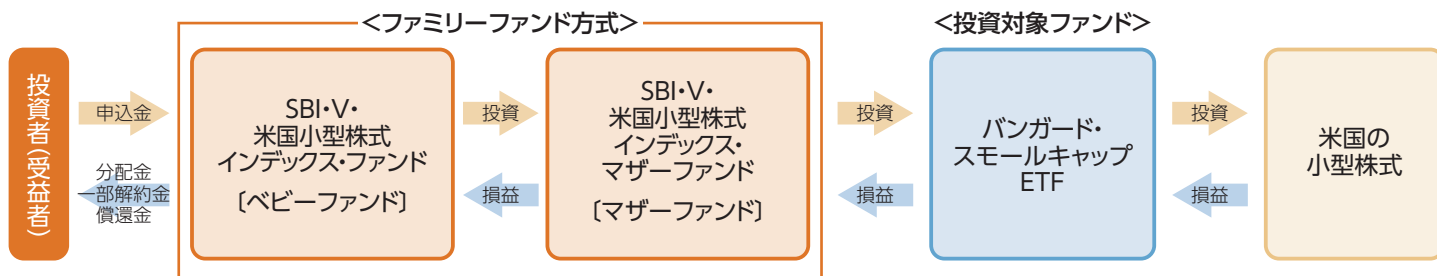 <ファミリーファンド方式>
<投資対象ファンド>
投資者(受益者)
申込金
分配金
一部解約金
償還金
SBI・V・
米国小型株式
インデックス・ファンド
〔ベビーファンド〕
投資
損益
SBI・V・
米国小型株式
インデックス・
マザーファンド
〔マザーファンド〕
投資
損益
バンガード・
スモールキャップ
ETF
投資
損益
米国の
小型株式